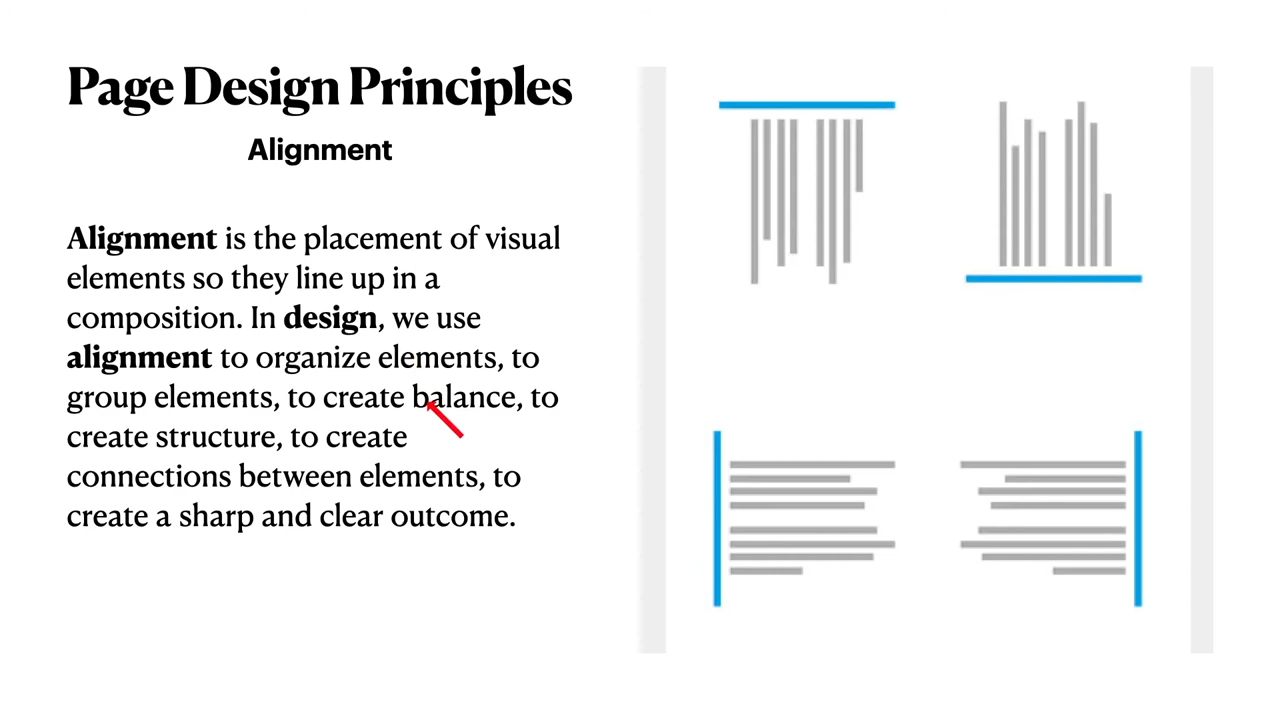 Page Design Principles
Alignment
Alignment is the placement of visual
elements so they line up in a
composition. In design, we use
alignment to organize elements, to
group elements, to create balance, to
create structure, to create
connections between elements, to
create a sharp and clear outcome.